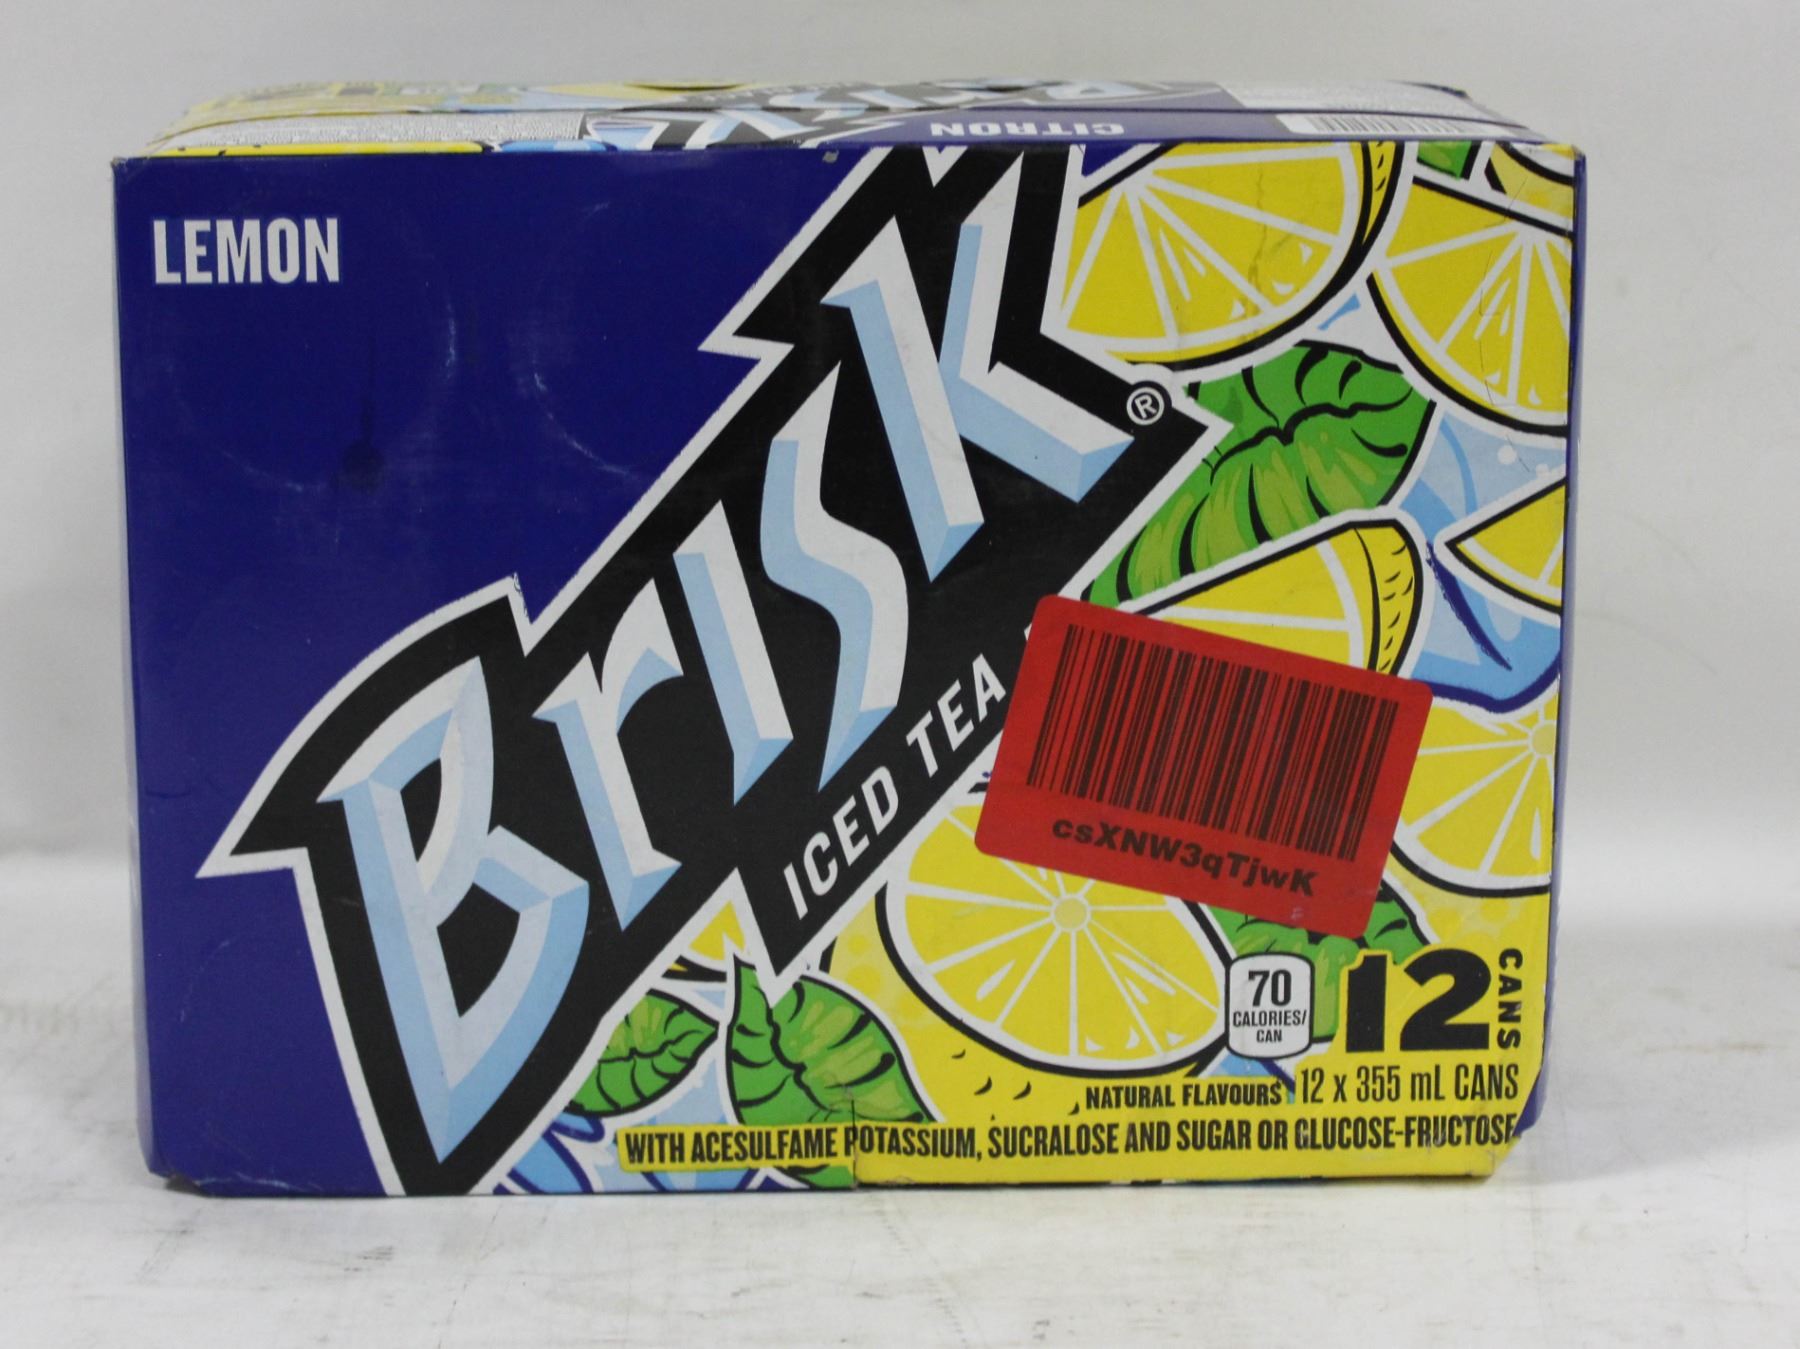 CITRON
LEMON
BrISK®
ICED TEA
csXNW3qTjwK
70
CALORIES/
CAN
12
CANS
NATURAL FLAVOURS
12 x 355 mL CANS
WITH ACESULFAME POTASSIUM, SUCRALOSE AND SUGAR OR GLUCOSE-FRUCTOSE